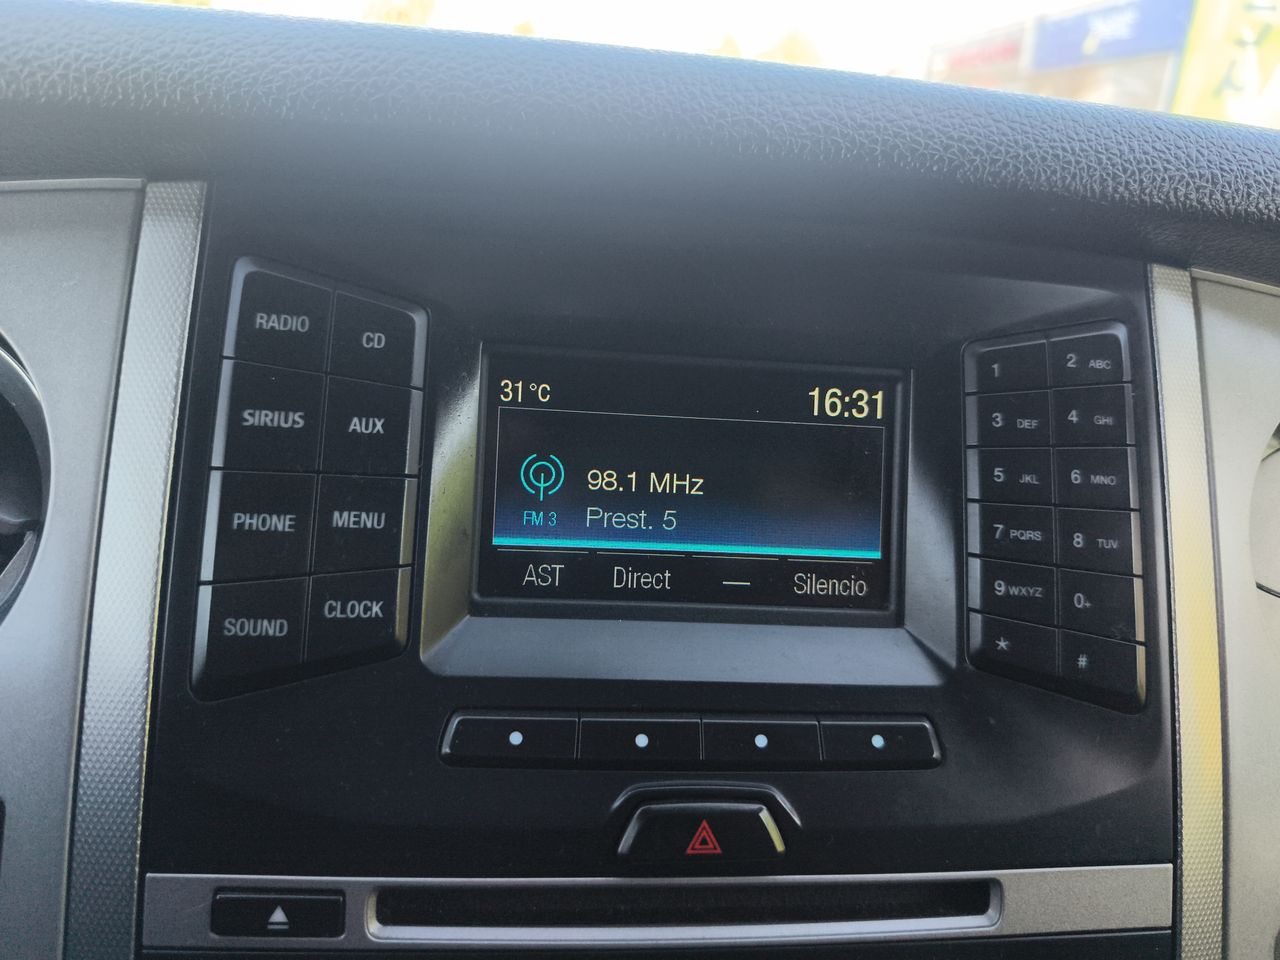 RADIO
CD
SIRIUS
AUX
PHONE
MENU
SOUND
CLOCK
31°C
16:31
98.1 MHz
FM 3
Prest. 5
AST
Direct
—
Silencio
1
2 ABC
3 DEF
4 GHI
5 JKL
6 MNO
7 PQRS
8 TUV
9 WXYZ
0+
*
#